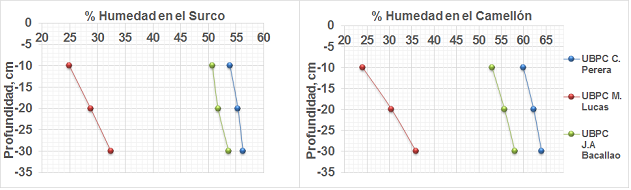 % Humedad en el Surco
20 25 30 35 40 45 50 55 60
0
-5
-10
-15
-20
-25
-30
-35
Profundidad, cm
% Humedad en el Camellón
20 25 30 35 40 45 50 55 60 65
0
-5
-10
-15
-20
-25
-30
-35
Profundidad, cm
UBPC C.
Perera
UBPC M.
Lucas
UBPC
J.A
Bacallao